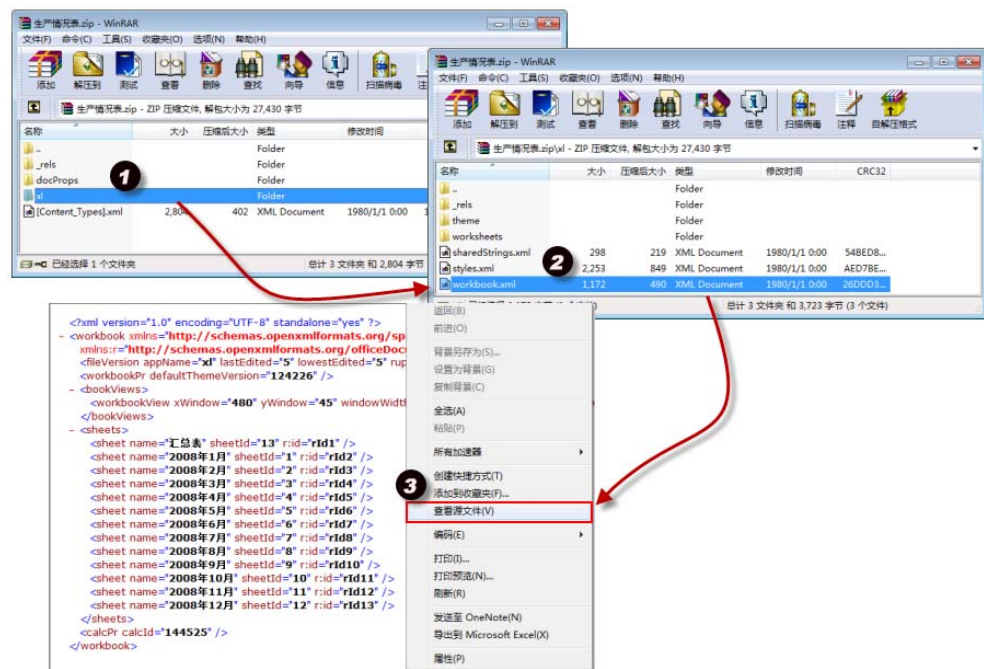 生产情况表.zip - WinRAR
文件(F) 命令(C) 工具(S) 收藏夹(O) 选项(N) 帮助(H)
添加 解压到 测试 查看 删除 查找 向导 信息 扫描病毒 注
生产情况表.zip - ZIP 压缩文件, 解包大小为 27,430 字节
名称 大小 压缩后大小 类型 修改时间
.. Folder
_rels Folder
docProps Folder
xl Folder
[Content_Types].xml 2,804 402 XML Document 1980/1/1 0:00 1
已经选择 1 个文件夹 总计 3 文件夹 和 2,804 字节
1
生产情况表.zip - WinRAR
文件(F) 命令(C) 工具(S) 收藏夹(O) 选项(N) 帮助(H)
添加 解压到 测试 查看 删除 查找 向导 信息 扫描病毒 注释 自解压格式
生产情况表.zip\xl - ZIP 压缩文件, 解包大小为 27,430 字节
名称 大小 压缩后大小 类型 修改时间 CRC32
.. Folder
_rels Folder
theme Folder
worksheets Folder
sharedStrings.xml 298 219 XML Document 1980/1/1 0:00 54BED8...
styles.xml 2,253 849 XML Document 1980/1/1 0:00 AED7BE...
workbook.xml 1,172 490 XML Document 1980/1/1 0:00 26DDD3...
总计 3 文件夹 和 3,723 字节 (3 个文件)
2
<?xml version="1.0" encoding="UTF-8" standalone="yes" ?>
- <workbook xmlns="http://schemas.openxmlformats.org/sp
xmlns:r="http://schemas.openxmlformats.org/officeDoc
<fileVersion appName="xl" lastEdited="5" lowestEdited="5" rup
<workbookPr defaultThemeVersion="124226" />
- <bookViews>
<workbookView xWindow="480" yWindow="45" windowWidt
</bookViews>
- <sheets>
<sheet name="汇总表" sheetId="13" r:id="rId1" />
<sheet name="2008年1月" sheetId="1" r:id="rId2" />
<sheet name="2008年2月" sheetId="2" r:id="rId3" />
<sheet name="2008年3月" sheetId="3" r:id="rId4" />
<sheet name="2008年4月" sheetId="4" r:id="rId5" />
<sheet name="2008年5月" sheetId="5" r:id="rId6" />
<sheet name="2008年6月" sheetId="6" r:id="rId7" />
<sheet name="2008年7月" sheetId="7" r:id="rId8" />
<sheet name="2008年8月" sheetId="8" r:id="rId9" />
<sheet name="2008年9月" sheetId="9" r:id="rId10" />
<sheet name="2008年10月" sheetId="10" r:id="rId11" />
<sheet name="2008年11月" sheetId="11" r:id="rId12" />
<sheet name="2008年12月" sheetId="12" r:id="rId13" />
</sheets>
<calcPr calcId="144525" />
</workbook>
返回(B)
前进(O)
背景另存为(S)...
设置为背景(G)
复制背景(C)
全选(A)
粘贴(P)
所有加速器
创建快捷方式(T)
添加到收藏夹(F)...
3
查看源文件(V)
编码(E)
打印(I)...
打印预览(N)...
刷新(R)
发送至 OneNote(N)
导出到 Microsoft Excel(X)
属性(P)